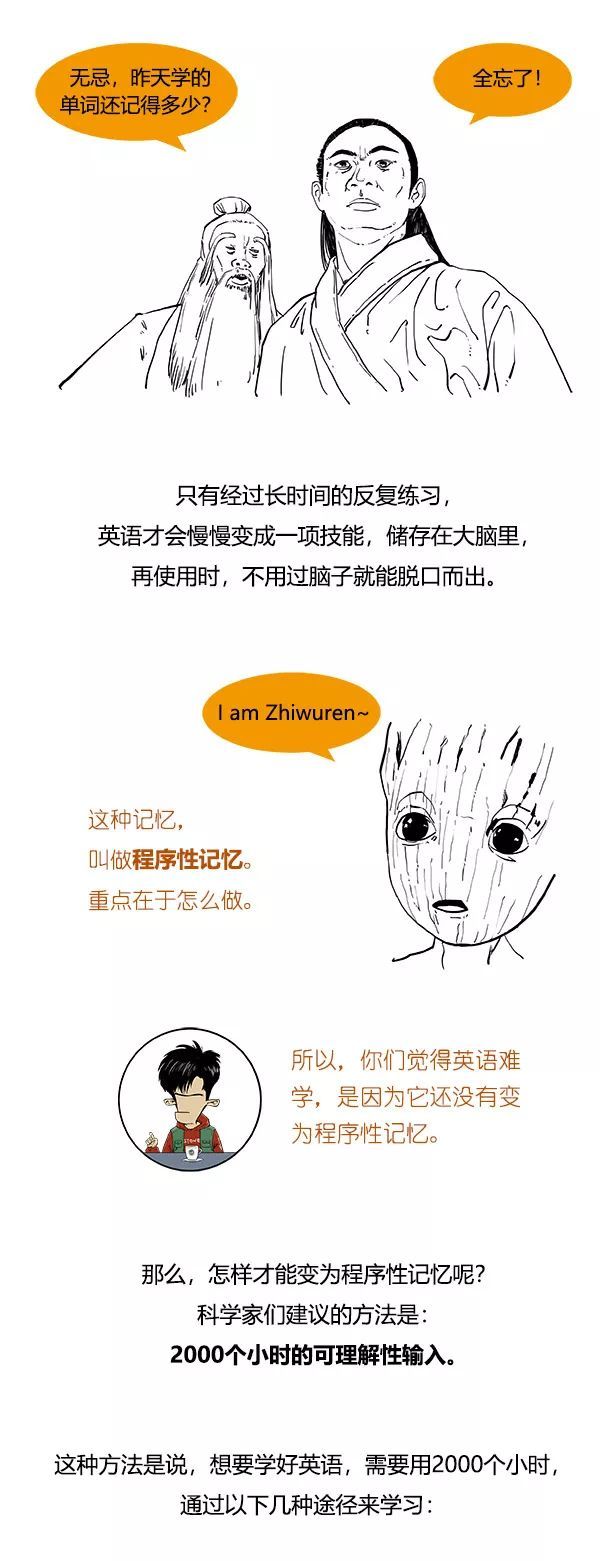 无忌，昨天学的
单词还记得多少？
全忘了！
只有经过长时间的反复练习，
英语才会慢慢变成一项技能，储存在大脑里，
再使用时，不用过脑子就能脱口而出。
I am Zhiwuren~
这种记忆，
叫做程序性记忆。
重点在于怎么做。
所以，你们觉得英语难
学，是因为它还没有变
为程序性记忆。
那么，怎样才能变为程序性记忆呢？
科学家们建议的方法是：
2000个小时的可理解性输入。
这种方法是说，想要学好英语，需要用2000个小时，
通过以下几种途径来学习：